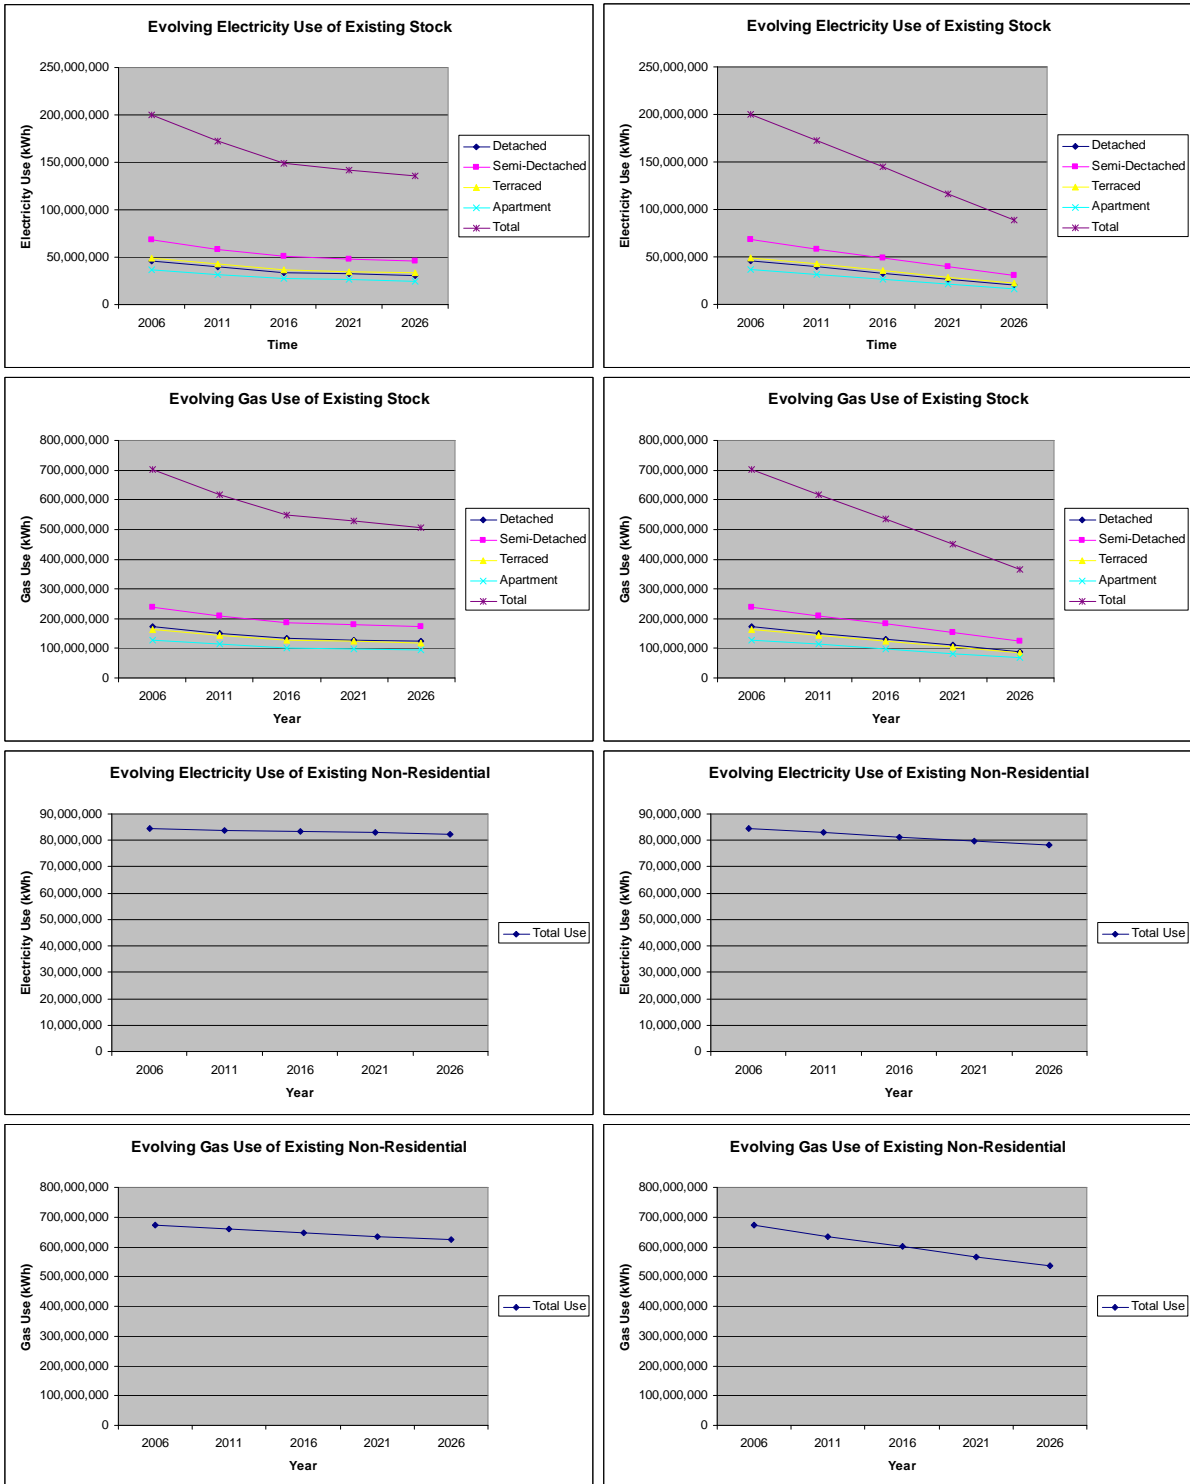 Evolving Electricity Use of Existing Stock
250,000,000
200,000,000
150,000,000
100,000,000
50,000,000
0
Electricity Use (kWh)
2006 2011 2016 2021 2026
Time
Detached
Semi-Dectached
Terraced
Apartment
Total
Evolving Electricity Use of Existing Stock
250,000,000
200,000,000
150,000,000
100,000,000
50,000,000
0
Electricity Use (kWh)
2006 2011 2016 2021 2026
Time
Detached
Semi-Dectached
Terraced
Apartment
Total
Evolving Gas Use of Existing Stock
800,000,000
700,000,000
600,000,000
500,000,000
400,000,000
300,000,000
200,000,000
100,000,000
0
Gas Use (kWh)
2006 2011 2016 2021 2026
Year
Detached
Semi-Detached
Terraced
Apartment
Total
Evolving Gas Use of Existing Stock
800,000,000
700,000,000
600,000,000
500,000,000
400,000,000
300,000,000
200,000,000
100,000,000
0
Gas Use (kWh)
2006 2011 2016 2021 2026
Year
Detached
Semi-Detached
Terraced
Apartment
Total
Evolving Electricity Use of Existing Non-Residential
90,000,000
80,000,000
70,000,000
60,000,000
50,000,000
40,000,000
30,000,000
20,000,000
10,000,000
0
Electricity Use (kWh)
2006 2011 2016 2021 2026
Year
Total Use
Evolving Electricity Use of Existing Non-Residential
90,000,000
80,000,000
70,000,000
60,000,000
50,000,000
40,000,000
30,000,000
20,000,000
10,000,000
0
Electricity Use (kWh)
2006 2011 2016 2021 2026
Year
Total Use
Evolving Gas Use of Existing Non-Residential
800,000,000
700,000,000
600,000,000
500,000,000
400,000,000
300,000,000
200,000,000
100,000,000
0
Gas Use (kWh)
2006 2011 2016 2021 2026
Year
Total Use
Evolving Gas Use of Existing Non-Residential
800,000,000
700,000,000
600,000,000
500,000,000
400,000,000
300,000,000
200,000,000
100,000,000
0
Gas Use (kWh)
2006 2011 2016 2021 2026
Year
Total Use